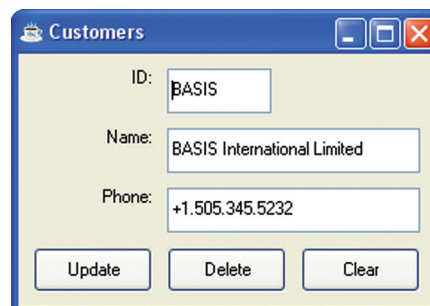 Customers
ID: BASIS
Name: BASIS International Limited
Phone: +1.505.345.5232
Update Delete Clear